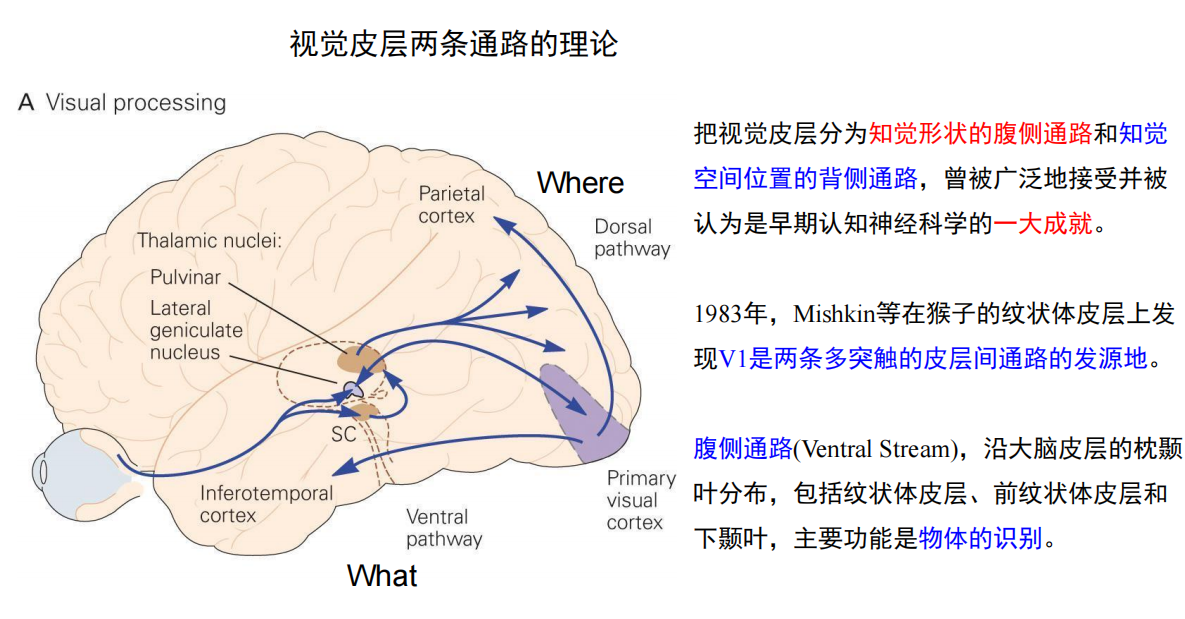 视觉皮层两条通路的理论
A Visual processing
Where
Parietal
cortex
Dorsal
pathway
Thalamic nuclei:
Pulvinar
Lateral
geniculate
nucleus
SC
Inferotemporal
cortex
Ventral
pathway
What
Primary
visual
cortex
把视觉皮层分为知觉形状的腹侧通路和知觉
空间位置的背侧通路，曾被广泛地接受并被
认为是早期认知神经科学的一大成就。
1983年，Mishkin等在猴子的纹状体皮层上发
现V1是两条多突触的皮层间通路的发源地。
腹侧通路(Ventral Stream)，沿大脑皮层的枕颞
叶分布，包括纹状体皮层、前纹状体皮层和
下颞叶，主要功能是物体的识别。